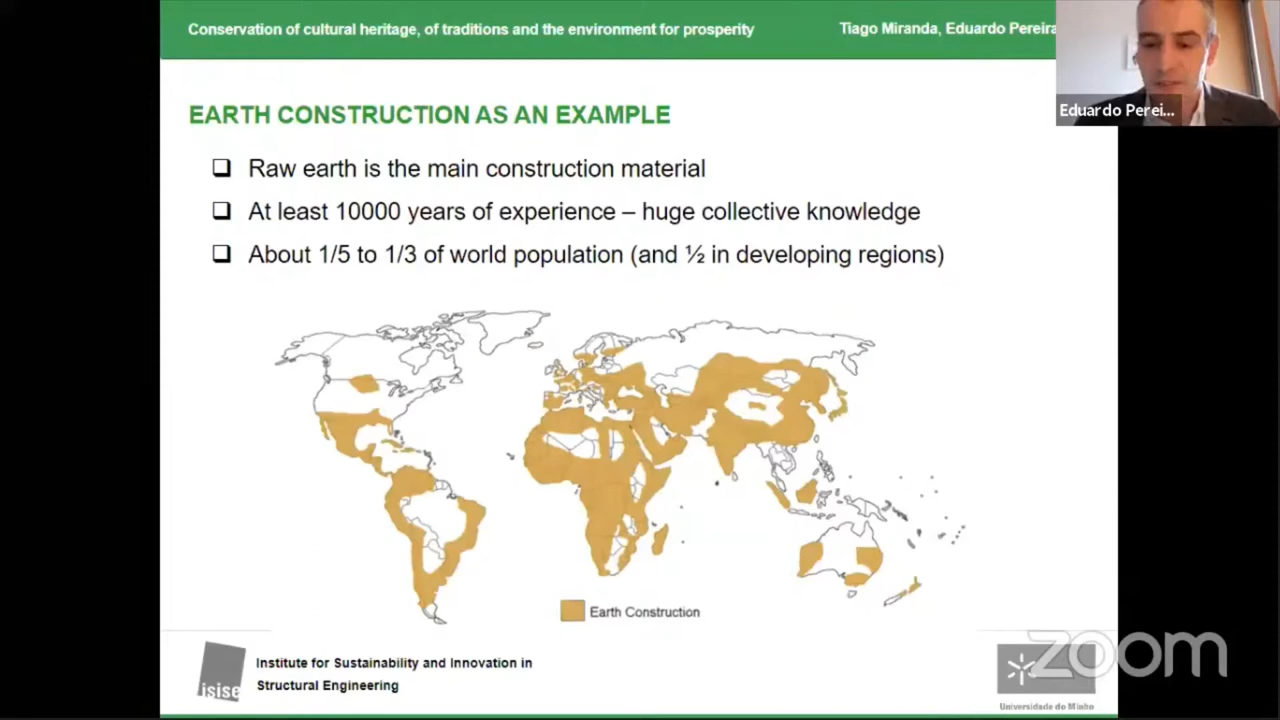 Conservation of cultural heritage, of traditions and the environment for prosperity
Tiago Miranda, Eduardo Pereira
Eduardo Perei...
EARTH CONSTRUCTION AS AN EXAMPLE
Raw earth is the main construction material
At least 10000 years of experience – huge collective knowledge
About 1/5 to 1/3 of world population (and ½ in developing regions)
Earth Construction
isise
Institute for Sustainability and Innovation in
Structural Engineering
zoom
Universidade do Minho